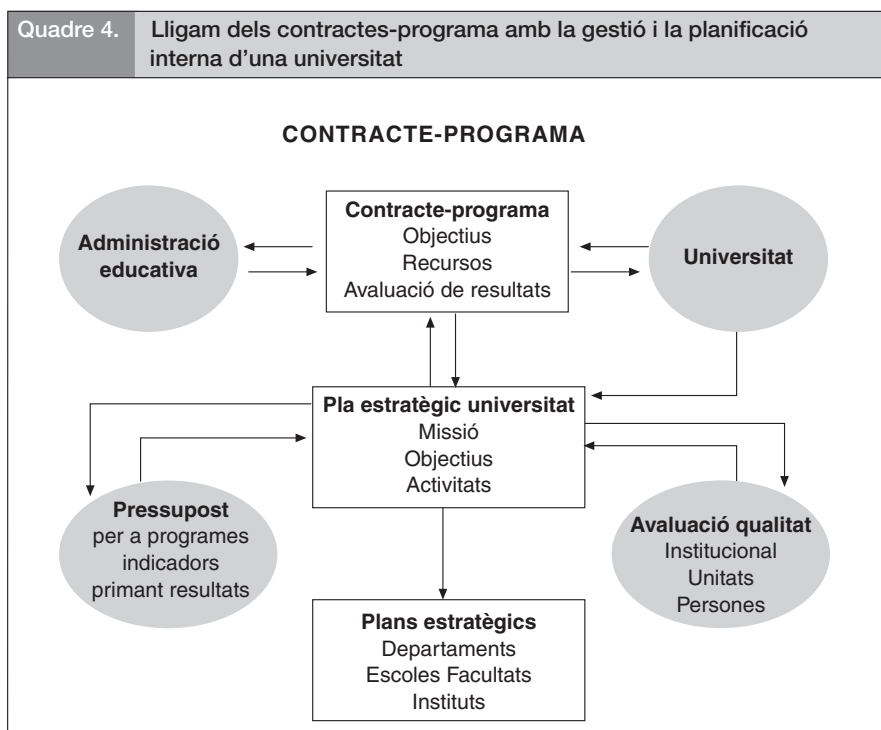 Quadre 4.
Lligam dels contractes-programa amb la gestió i la planificació
interna d'una universitat
CONTRACTE-PROGRAMA
Administració
educativa
Contracte-programa
Objectius
Recursos
Avaluació de resultats
Universitat
Pla estratègic universitat
Missió
Objectius
Activitats
Pressupost
per a programes
indicadors
primant resultats
Avaluació qualitat
Institucional
Unitats
Persones
Plans estratègics
Departaments
Escoles Facultats
Instituts